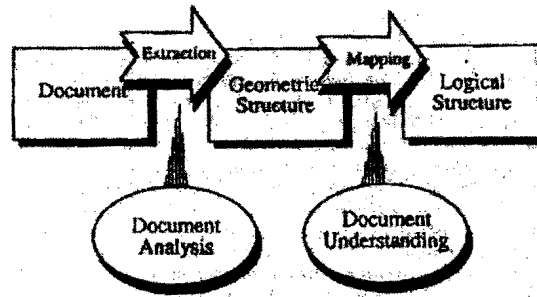 Extraction
Mapping
Document
Geometric
Structure
Logical
Structure
Document
Analysis
Document
Understanding